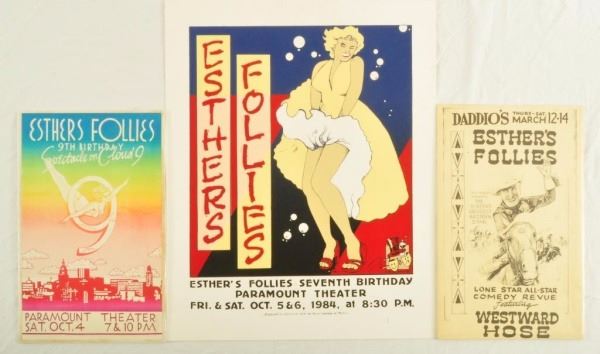 ESTHERS FOLLIES
9TH BIRTHDAY
Spectacle on Cloud 9
9
PARAMOUNT THEATER
SAT. OCT. 4 7 & 10 PM
ESTHERS
FOLLIES
ESTHER'S FOLLIES SEVENTH BIRTHDAY
PARAMOUNT THEATER
FRI. & SAT. OCT. 5 & 6, 1984, at 8:30 P.M.
DADDIO'S THURS-SAT. MARCH 12-14
ESTHER'S
FOLLIES
LONE STAR ALL-STAR
COMEDY REVUE
Featuring
WESTWARD
HOSE